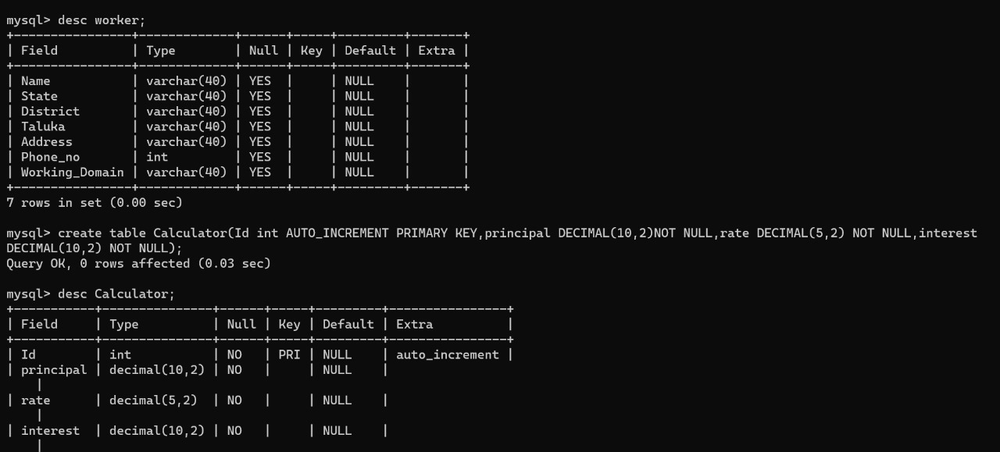 mysql> desc worker;
+----------------+-------------+------+-----+---------+-------+
| Field          | Type        | Null | Key | Default | Extra |
+----------------+-------------+------+-----+---------+-------+
| Name           | varchar(40) | YES  |     | NULL    |       |
| State          | varchar(40) | YES  |     | NULL    |       |
| District       | varchar(40) | YES  |     | NULL    |       |
| Taluka         | varchar(40) | YES  |     | NULL    |       |
| Address        | varchar(40) | YES  |     | NULL    |       |
| Phone_no       | int         | YES  |     | NULL    |       |
| Working_Domain | varchar(40) | YES  |     | NULL    |       |
+----------------+-------------+------+-----+---------+-------+
7 rows in set (0.00 sec)
mysql> create table Calculator(Id int AUTO_INCREMENT PRIMARY KEY,principal DECIMAL(10,2)NOT NULL,rate DECIMAL(5,2) NOT NULL,interest
DECIMAL(10,2) NOT NULL);
Query OK, 0 rows affected (0.03 sec)
mysql> desc Calculator;
+-----------+---------------+------+-----+---------+----------------+
| Field     | Type          | Null | Key | Default | Extra          |
+-----------+---------------+------+-----+---------+----------------+
| Id        | int           | NO   | PRI | NULL    | auto_increment |
| principal | decimal(10,2) | NO   |     | NULL    |
    |
| rate      | decimal(5,2)  | NO   |     | NULL    |
    |
| interest  | decimal(10,2) | NO   |     | NULL    |
    |